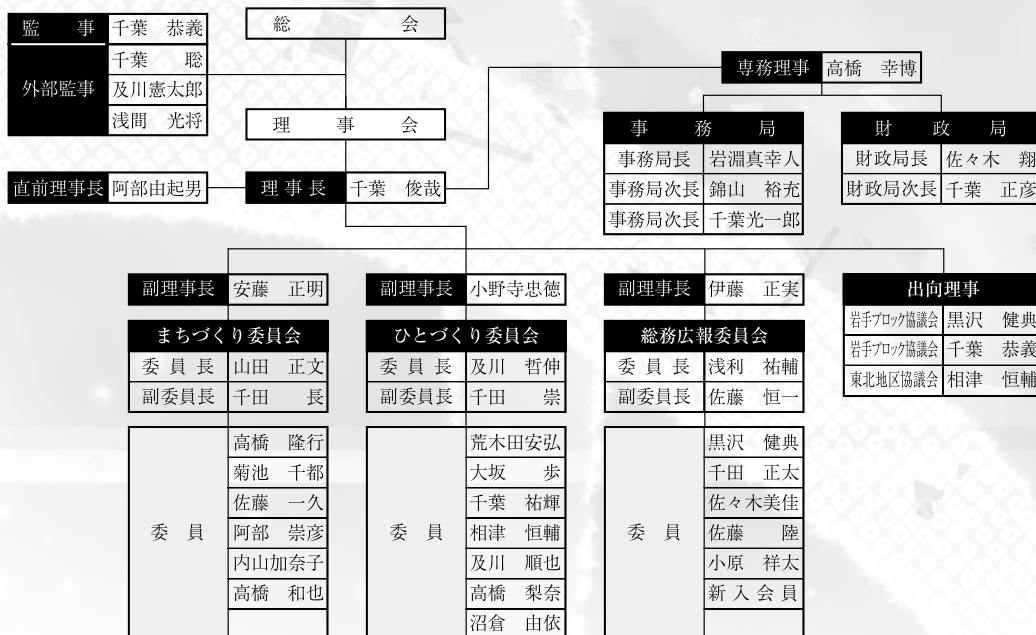 総会
監事 千葉 恭義
外部監事
千葉 聡
及川憲太郎
浅間 光将
理事会
直前理事長 阿部由起男
理事長 千葉 俊哉
専務理事 高橋 幸博
事務局
事務局長 岩淵真幸人
事務局次長 錦山 裕充
事務局次長 千葉光一郎
財政局
財政局長 佐々木 翔
財政局次長 千葉 正彦
副理事長 安藤 正明
まちづくり委員会
委員長 山田 正文
副委員長 千田 長
委員
高橋 隆行
菊池 千都
佐藤 一久
阿部 崇彦
内山加奈子
高橋 和也
副理事長 小野寺忠徳
ひとづくり委員会
委員長 及川 哲伸
副委員長 千田 崇
委員
荒木田安弘
大坂 歩
千葉 祐輝
相津 恒輔
及川 順也
高橋 梨奈
沼倉 由依
副理事長 伊藤 正実
総務広報委員会
委員長 浅利 祐輔
副委員長 佐藤 恒一
委員
黒沢 健典
千田 正太
佐々木美佳
佐藤 陸
小原 祥太
新入会員
出向理事
岩手ブロック協議会 黒沢 健典
岩手ブロック協議会 千葉 恭義
東北地区協議会 相津 恒輔